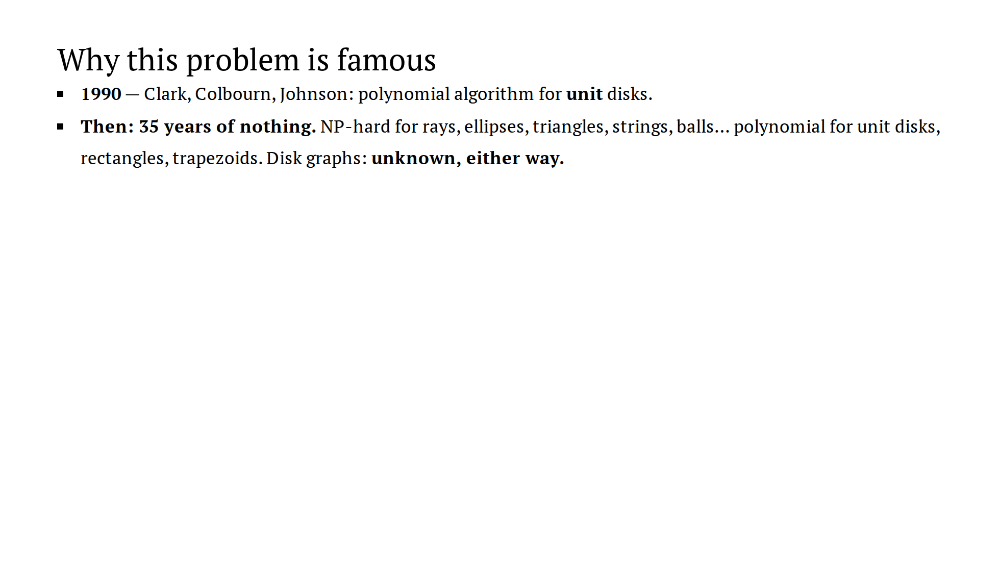 Why this problem is famous
▪ 1990 — Clark, Colbourn, Johnson: polynomial algorithm for unit disks.
▪ Then: 35 years of nothing. NP-hard for rays, ellipses, triangles, strings, balls… polynomial for unit disks,
rectangles, trapezoids. Disk graphs: unknown, either way.